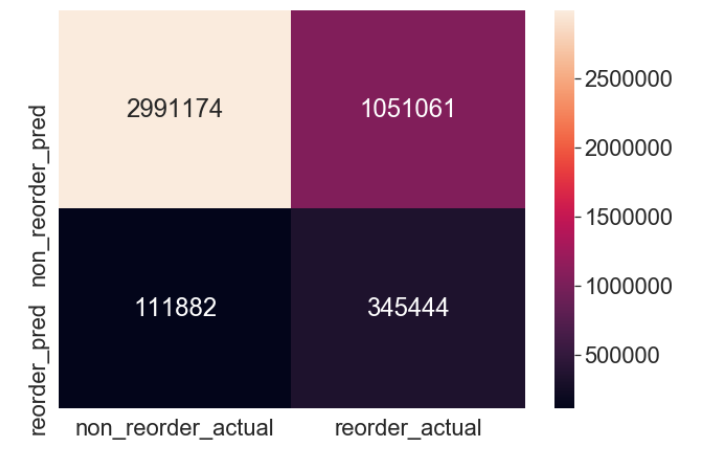 non_reorder_pred
reorder_pred
2991174
1051061
111882
345444
non_reorder_actual
reorder_actual
2500000
2000000
1500000
1000000
500000